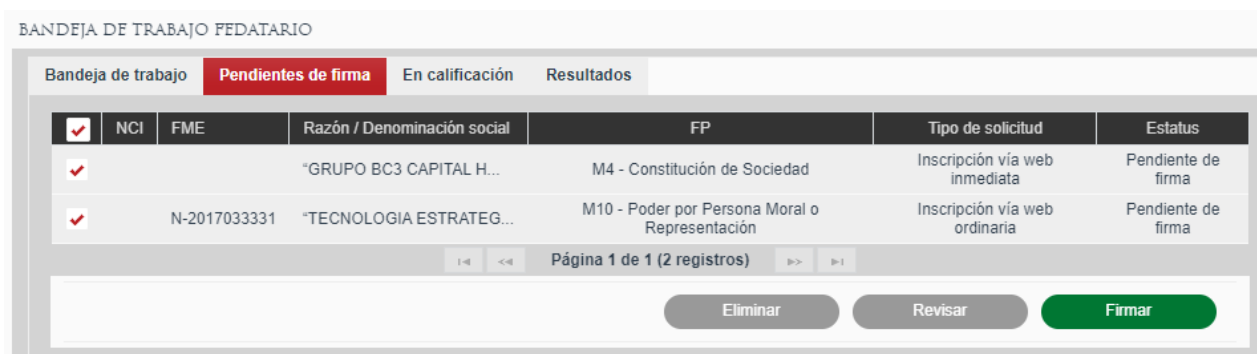 BANDEJA DE TRABAJO FEDATARIO
Bandeja de trabajo Pendientes de firma En calificación Resultados
NCI FME Razón / Denominación social FP Tipo de solicitud Estatus
“GRUPO BC3 CAPITAL H... M4 - Constitución de Sociedad Inscripción vía web inmediata Pendiente de firma
N-2017033331 “TECNOLOGIA ESTRATEG... M10 - Poder por Persona Moral o Representación Inscripción vía web ordinaria Pendiente de firma
Página 1 de 1 (2 registros)
Eliminar Revisar Firmar